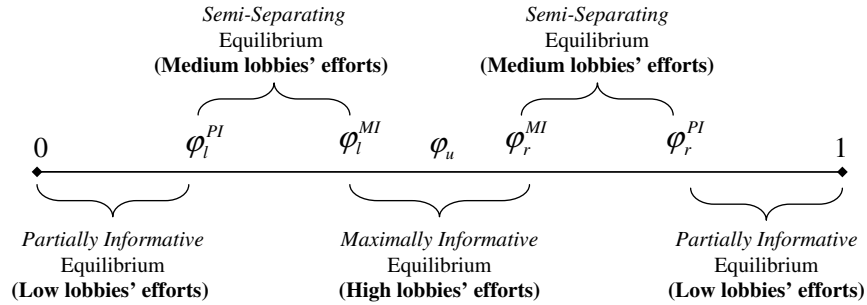 Semi-Separating Semi-Separating
Equilibrium Equilibrium
(Medium lobbies' efforts) (Medium lobbies' efforts)
0 φ_l^{PI} φ_l^{MI} φ_u φ_r^{MI} φ_r^{PI} 1
Partially Informative Maximally Informative Partially Informative
Equilibrium Equilibrium Equilibrium
(Low lobbies' efforts) (High lobbies' efforts) (Low lobbies' efforts)